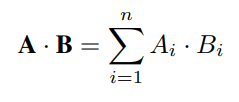 A · B = ∑_{i=1}^{n} A_i · B_i